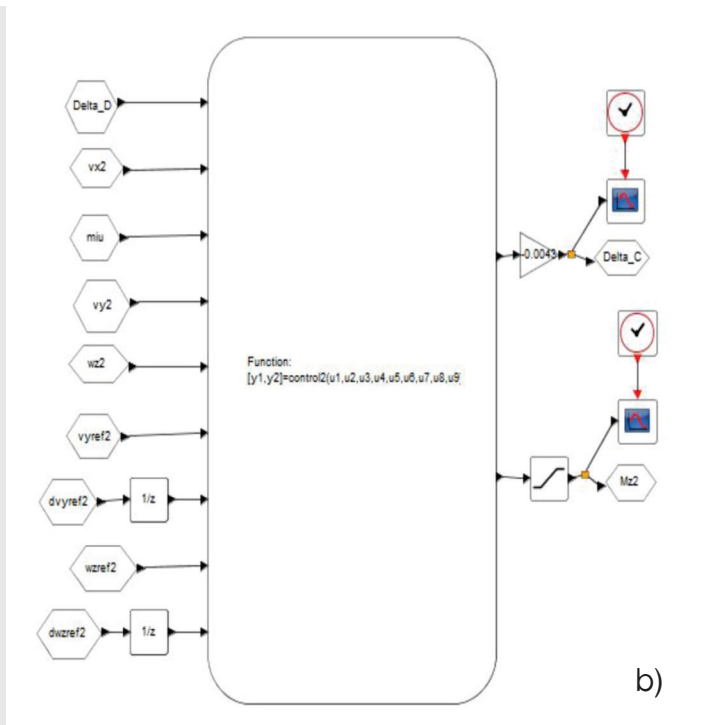 Delta_D
vx2
miu
vy2
wz2
vyref2
dvyref2
1/z
wzref2
dwzref2
1/z
Function:
[y1,y2]=control2(u1,u2,u3,u4,u5,u6,u7,u8,u9
-0.0043
Delta_C
Mz2
b)